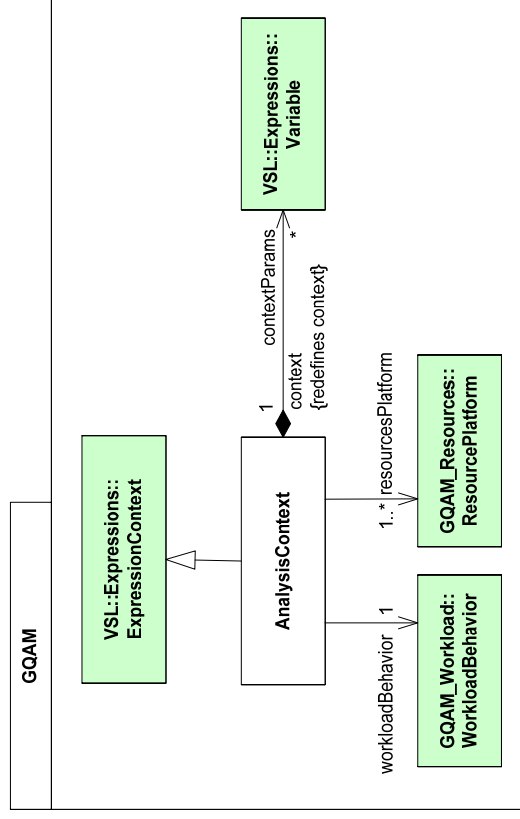 GQAM
VSL::Expressions::
ExpressionContext
AnalysisContext
1
context
{redefines context}
contextParams
*
VSL::Expressions::
Variable
workloadBehavior
1
1..*
resourcesPlatform
GQAM_Workload::
WorkloadBehavior
GQAM_Resources::
ResourcePlatform